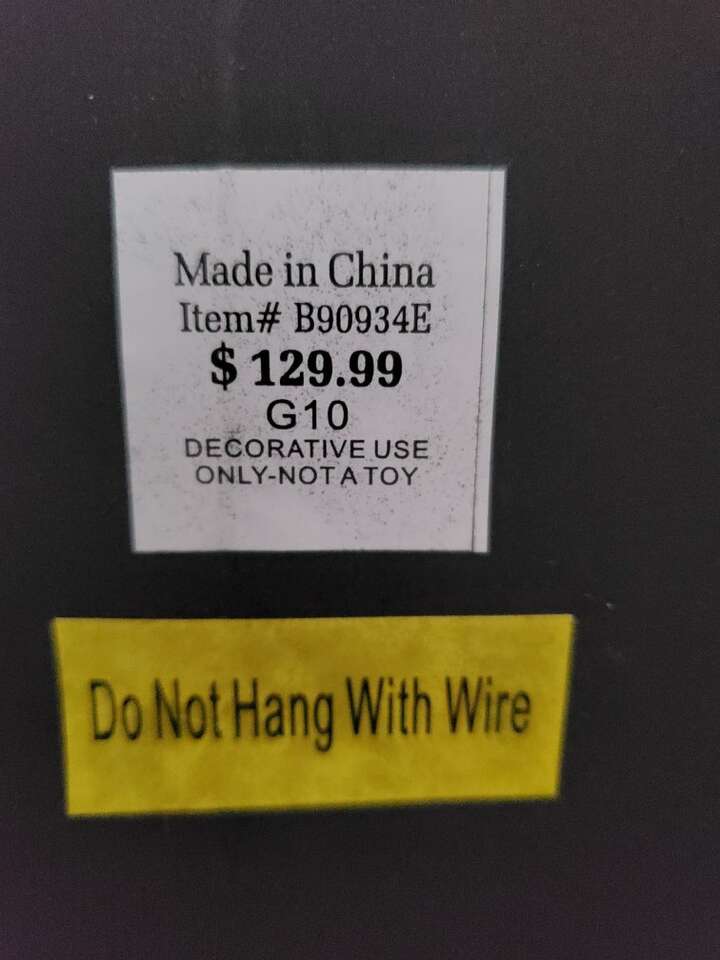 Made in China
Item# B90934E
$ 129.99
G10
DECORATIVE USE
ONLY-NOT A TOY
Do Not Hang With Wire